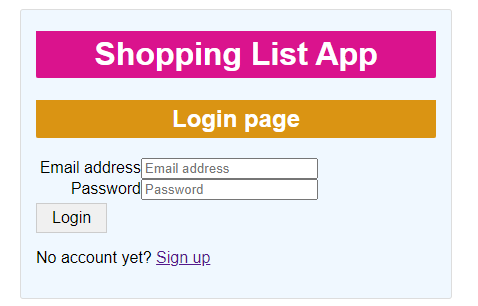 Shopping List App
Login page
Email address Email address
Password Password
Login
No account yet? Sign up